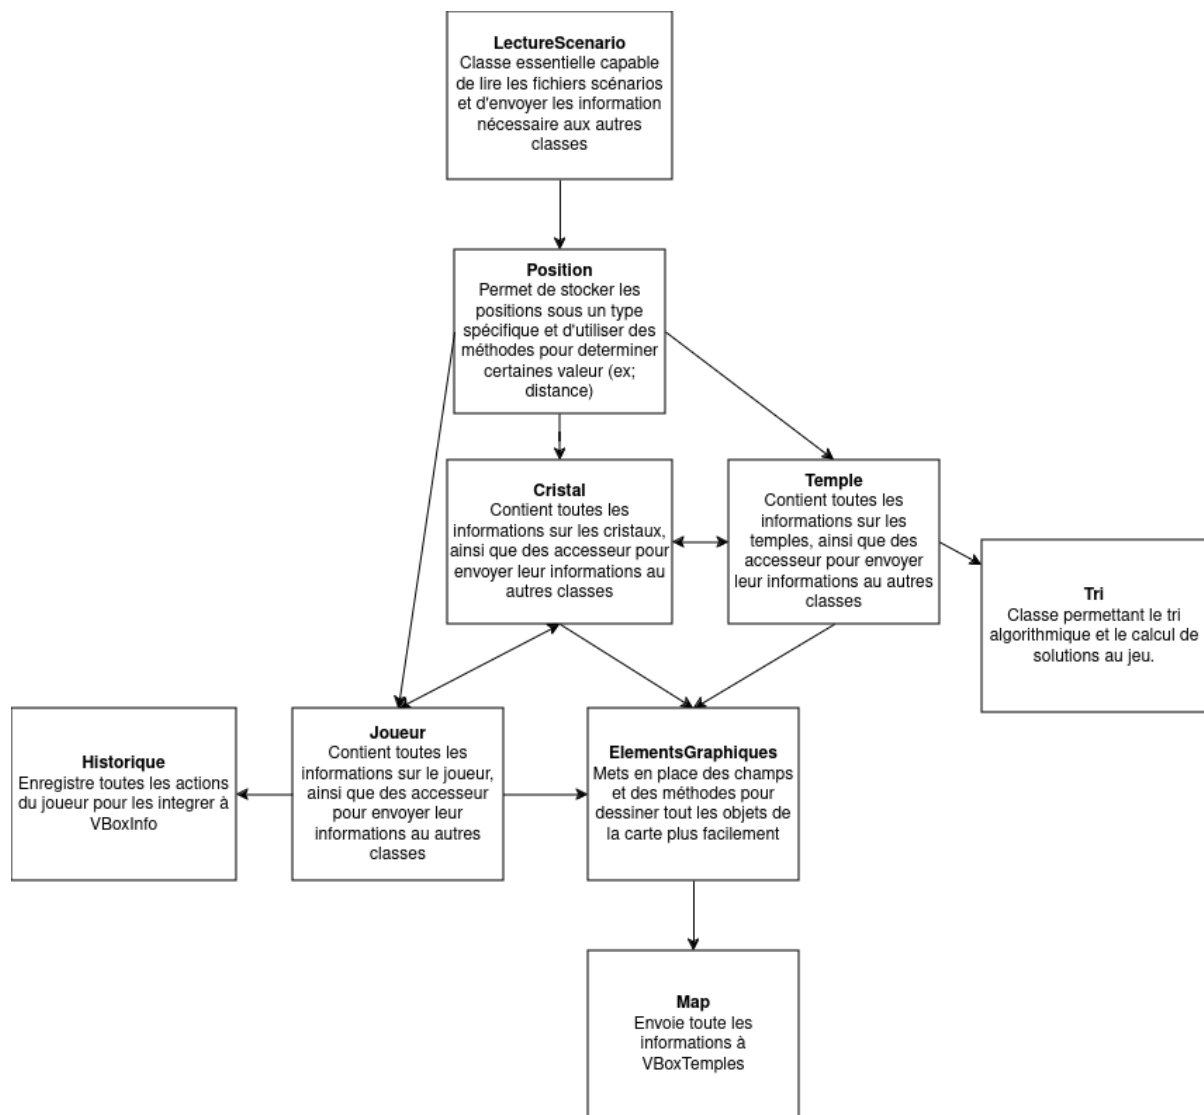 LectureScenario
Classe essentielle capable
de lire les fichiers scénarios
et d'envoyer les information
nécessaire aux autres
classes
Position
Permet de stocker les
positions sous un type
spécifique et d'utiliser des
méthodes pour determiner
certaines valeur (ex;
distance)
Cristal
Contient toutes les
informations sur les cristaux,
ainsi que des accesseur pour
envoyer leur informations au
autres classes
Temple
Contient toutes les
informations sur les
temples, ainsi que des
accesseur pour envoyer
leur informations au autres
classes
Tri
Classe permettant le tri
algorithmique et le calcul de
solutions au jeu.
Historique
Enregistre toutes les actions
du joueur pour les integrer à
VBoxInfo
Joueur
Contient toutes les
informations sur le joueur,
ainsi que des accesseur
pour envoyer leur
informations au autres
classes
ElementsGraphiques
Mets en place des champs
et des méthodes pour
dessiner tout les objets de
la carte plus facilement
Map
Envoie toute les
informations à
VBoxTemples